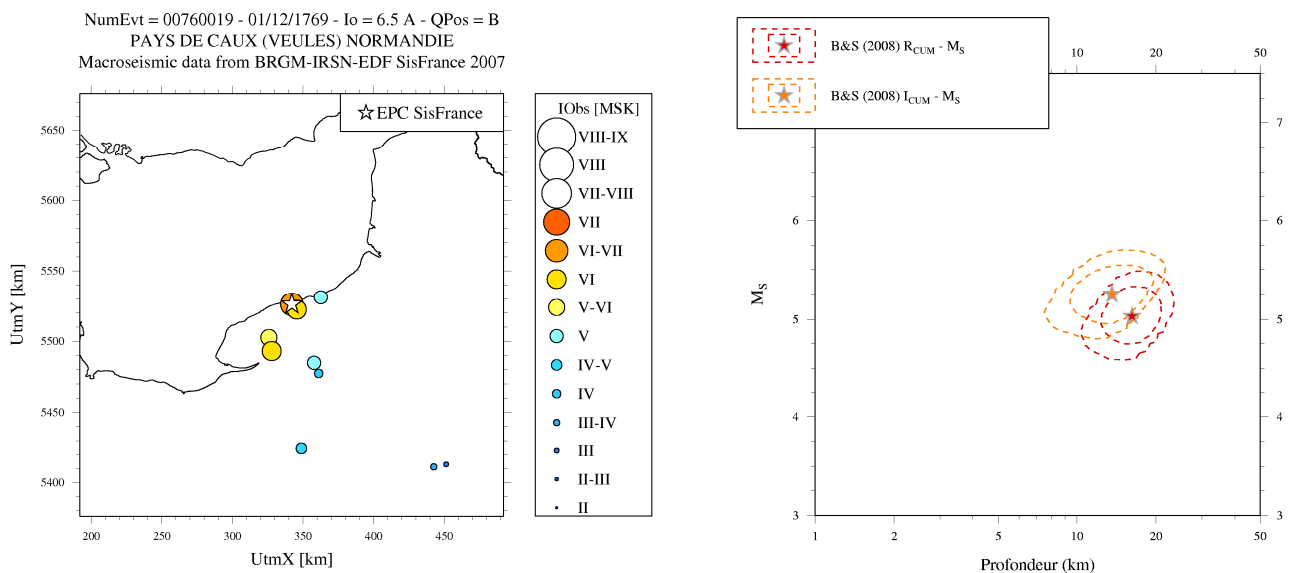 NumEvt = 00760019 - 01/12/1769 - Io = 6.5 A - QPos = B
PAYS DE CAUX (VEULES) NORMANDIE
Macroseismic data from BRGM-IRSN-EDF SisFrance 2007
EPC SisFrance
5650
5600
5550
5500
5450
5400
UtmY [km]
200 250 300 350 400 450
UtmX [km]
IObs [MSK]
VIII-IX
VIII
VII-VIII
VII
VI-VII
VI
V-VI
V
IV-V
IV
III-IV
III
II-III
II
B&S (2008) RCUM - MS
B&S (2008) ICUM - MS
10 20 50
7
6 6
5 5
4 4
3 3
MS
1 2 5 10 20 50
Profondeur (km)